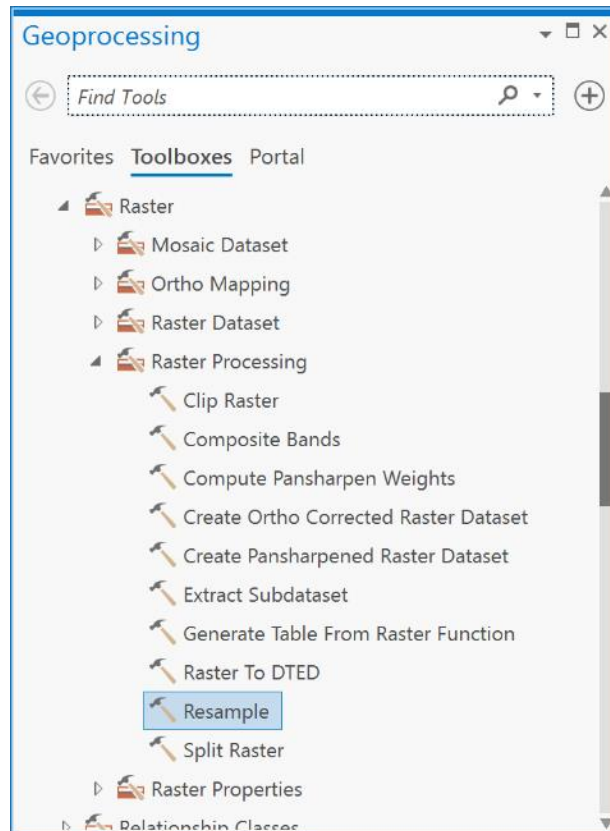 Geoprocessing
Find Tools
Favorites Toolboxes Portal
Raster
Mosaic Dataset
Ortho Mapping
Raster Dataset
Raster Processing
Clip Raster
Composite Bands
Compute Pansharpen Weights
Create Ortho Corrected Raster Dataset
Create Pansharpened Raster Dataset
Extract Subdataset
Generate Table From Raster Function
Raster To DTED
Resample
Split Raster
Raster Properties
Relationship Classes